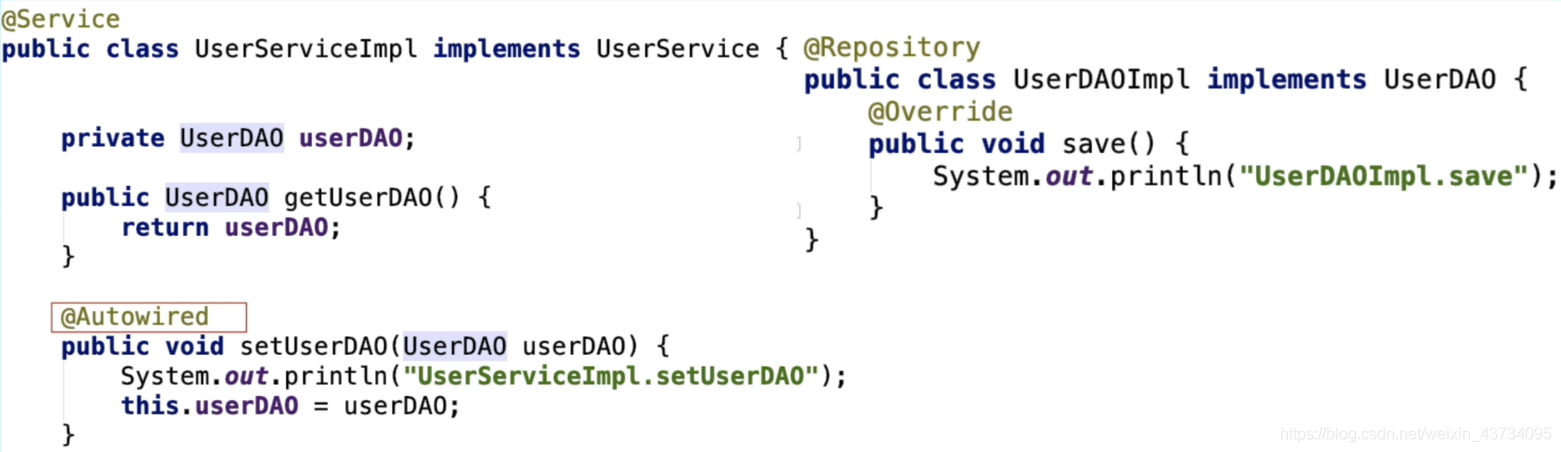 @Service
public class UserServiceImpl implements UserService {
private UserDAO userDAO;
public UserDAO getUserDAO() {
return userDAO;
}
@Autowired
public void setUserDAO(UserDAO userDAO) {
System.out.println("UserServiceImpl.setUserDAO");
this.userDAO = userDAO;
}
@Repository
public class UserDAOImpl implements UserDAO {
@Override
public void save() {
System.out.println("UserDAOImpl.save");
}
}
https://blog.csdn.net/weixin_43734095